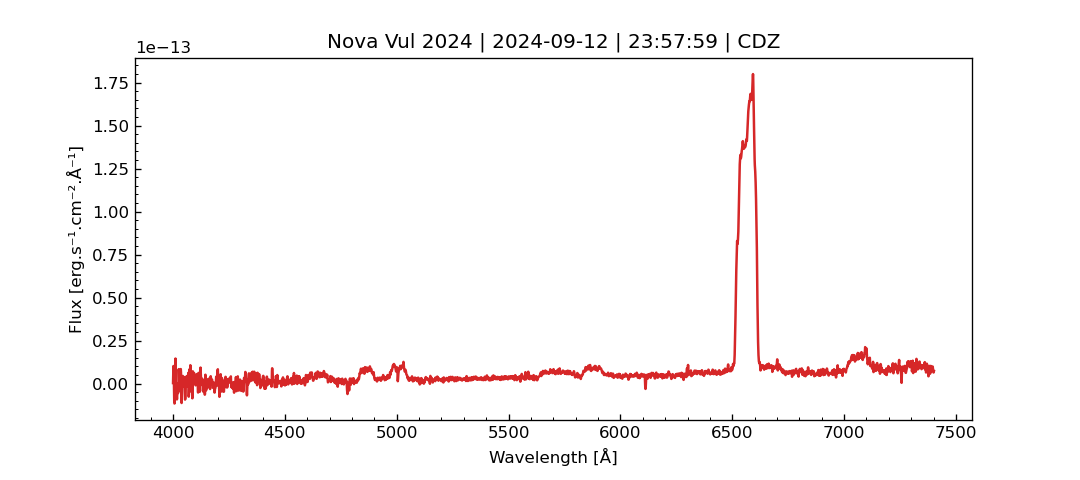 Nova Vul 2024 | 2024-09-12 | 23:57:59 | CDZ
1e−13
1.75
1.50
1.25
1.00
0.75
0.50
0.25
0.00
Flux [erg.s⁻¹.cm⁻².Å⁻¹]
4000 4500 5000 5500 6000 6500 7000 7500
Wavelength [Å]